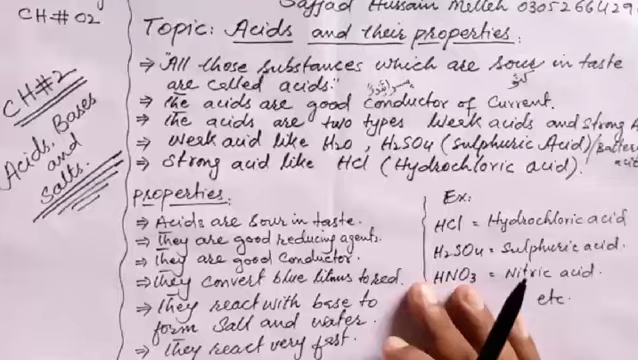 CH#02
Sajjad Hussain Melleh 0305266429
Topic: Acids and their properties.
CH#2
Acids, Bases
and
Salts.
→ "All those substances which are sour in taste
are called acids."
→ The acids are good conductor of current.
→ The acids are two types Weak acids and Strong A
→ Weak acid like H2O, H2SO4 (Sulphuric Acid)/Batter
→ Strong acid like HCl (Hydrochloric acid).
acid
properties:
⇒ Acids are sour in taste.
⇒ They are good reducing agents.
⇒ They are good conductor.
⇒ They convert blue litmus to red.
⇒ They react with base to
form Salt and water.
⇒ They react very fast.
Ex:
HCl = Hydrochloric acid
H2SO4 = Sulphuric acid.
HNO3 = Nitric acid.
etc.